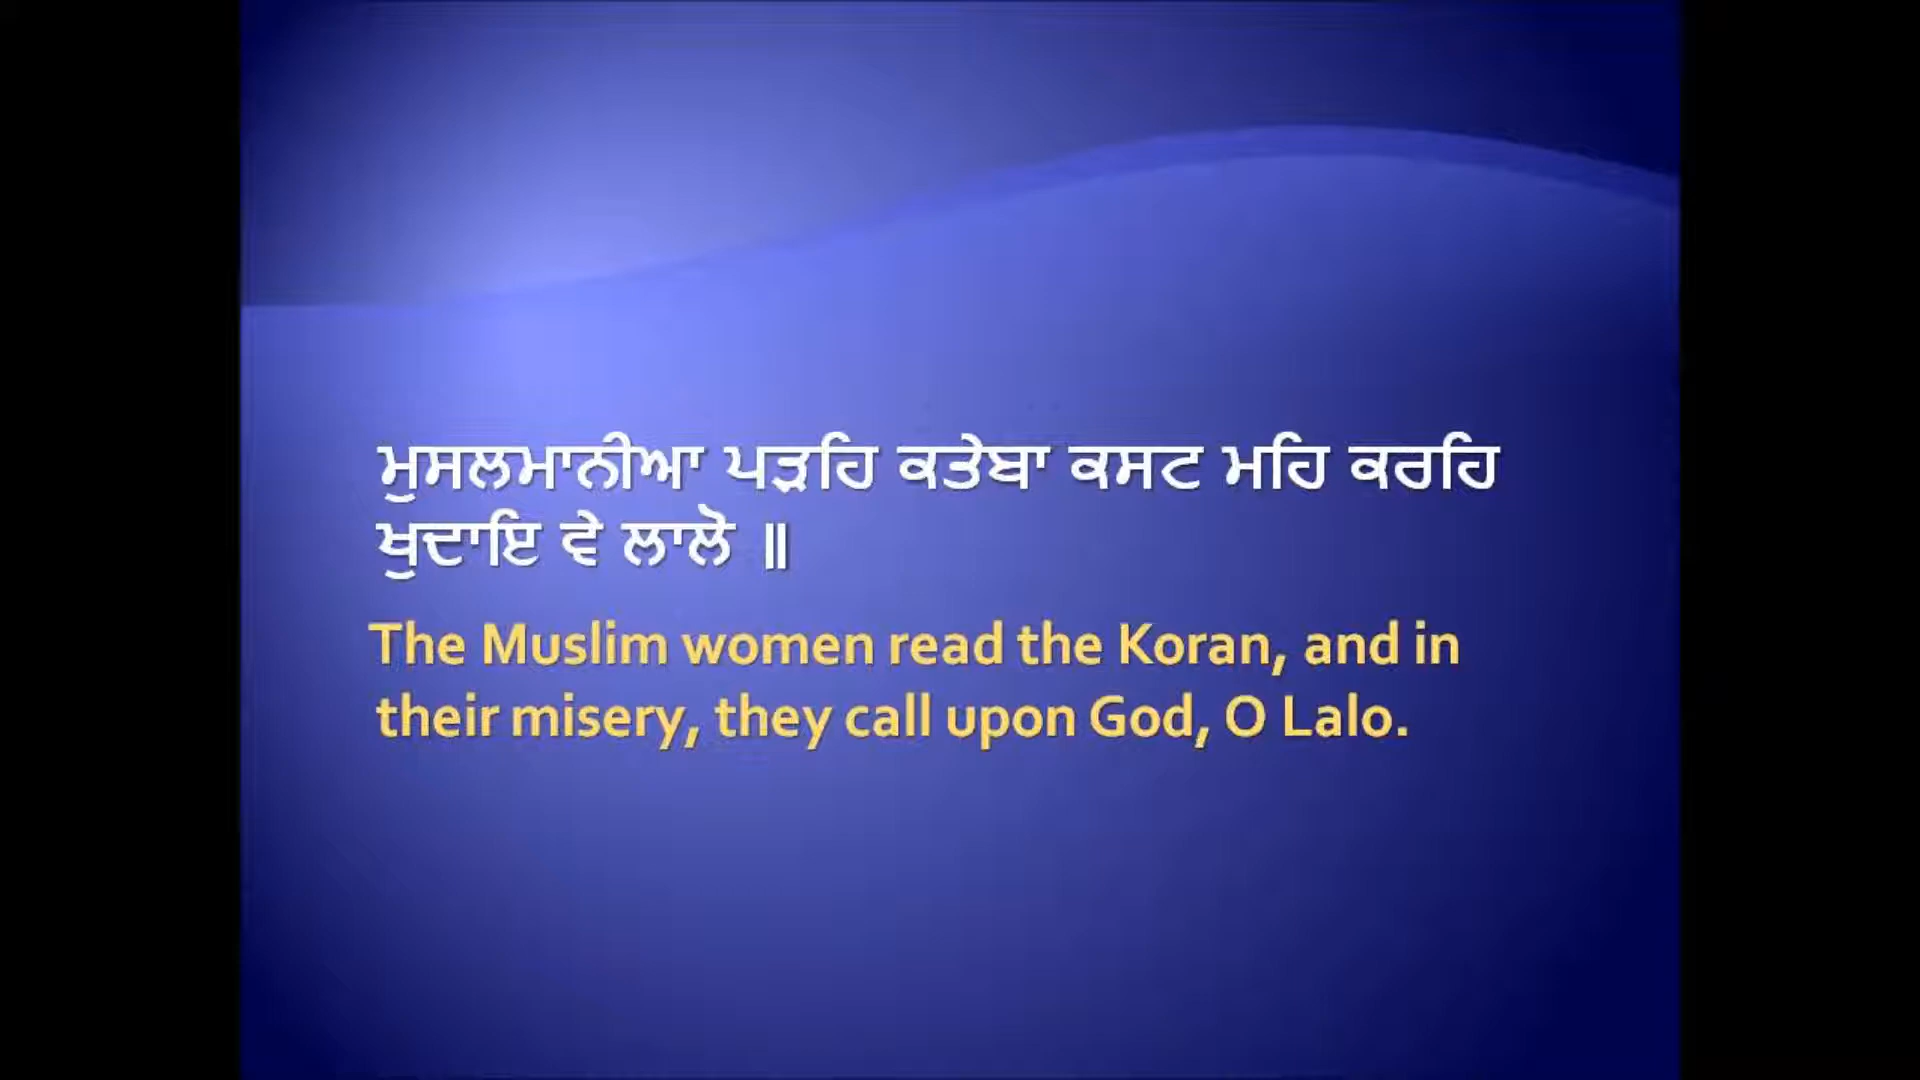 ਮੁਸਲਮਾਨੀਆ ਪੜਹਿ ਕਤੇਬਾ ਕਸਟ ਮਹਿ ਕਰਹਿ
ਖੁਦਾਇ ਵੇ ਲਾਲੋ ॥
The Muslim women read the Koran, and in
their misery, they call upon God, O Lalo.